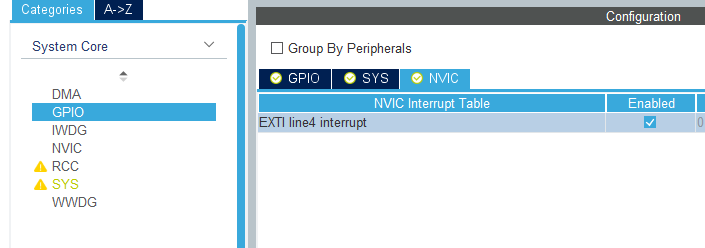 Categories A->Z
System Core
DMA
GPIO
IWDG
NVIC
RCC
SYS
WWDG
Configuration
Group By Peripherals
GPIO SYS NVIC
NVIC Interrupt Table Enabled
EXTI line4 interrupt 0